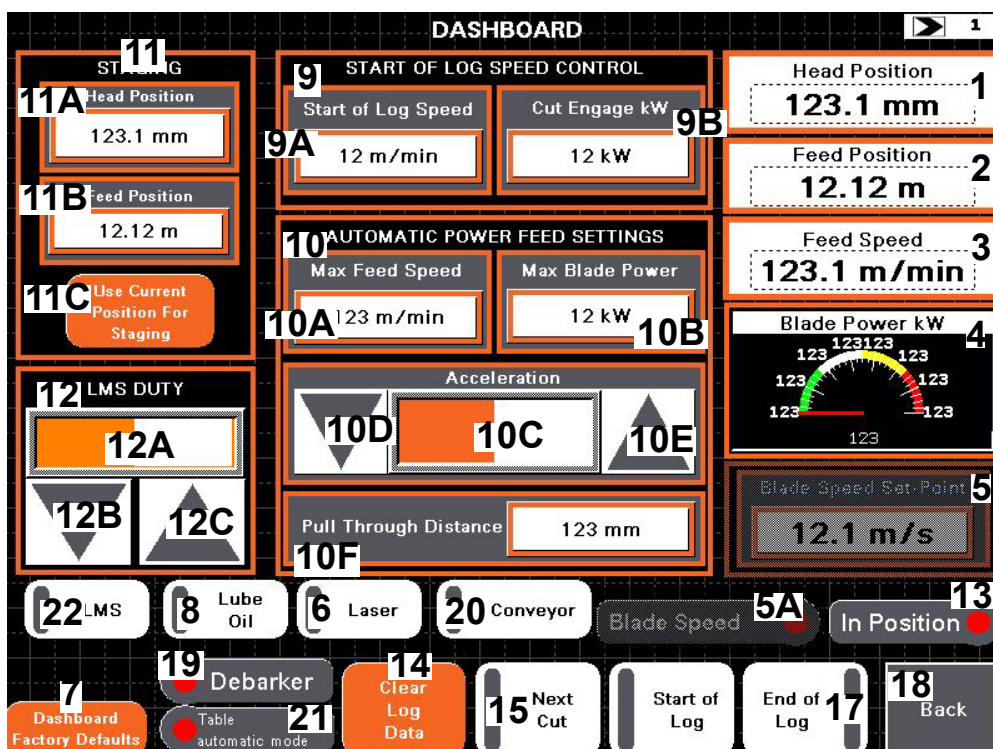 DASHBOARD
1
11
STAGING
11A
Head Position
123.1 mm
11B
Feed Position
12.12 m
11C
Use Current
Position For
Staging
9
START OF LOG SPEED CONTROL
Start of Log Speed
9A
12 m/min
Cut Engage kW
9B
12 kW
10
AUTOMATIC POWER FEED SETTINGS
Max Feed Speed
10A
123 m/min
Max Blade Power
12 kW
10B
Acceleration
10D
10C
10E
Pull Through Distance
123 mm
10F
Head Position
1
123.1 mm
Feed Position
2
12.12 m
Feed Speed
3
123.1 m/min
Blade Power kW
4
123
123
123
123
123
123
123
123
123
Blade Speed Set-Point
5
12.1 m/s
12
LMS DUTY
12A
12B
12C
22
LMS
8
Lube
Oil
6
Laser
20
Conveyor
5A
Blade Speed
13
In Position
7
Dashboard
Factory Defaults
19
Debarker
21
Table
automatic mode
14
Clear
Log
Data
15
Next
Cut
Start of
Log
End of
Log
17
18
Back